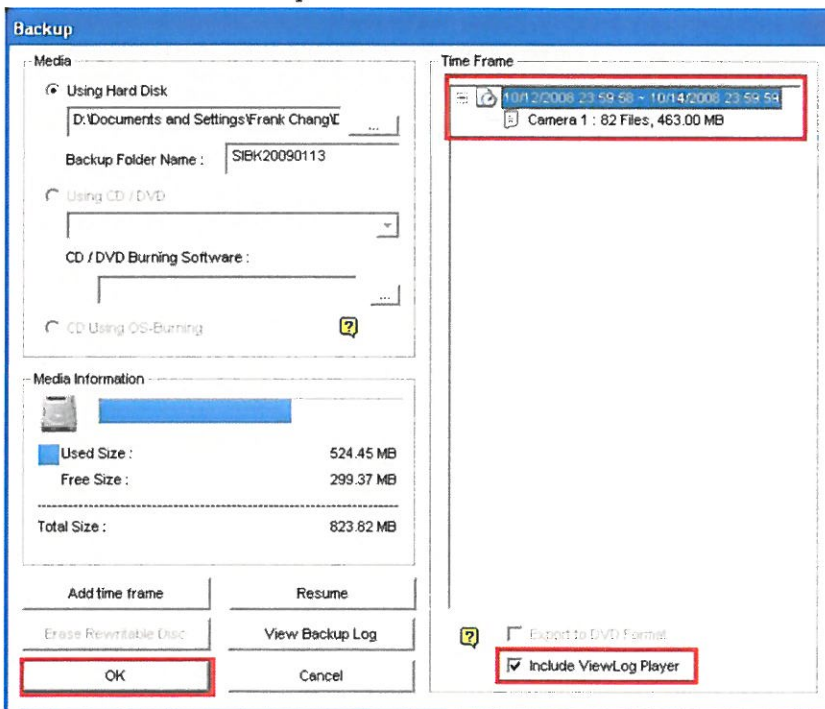 Backup
Media
Using Hard Disk
D:\Documents and Settings\Frank Chang\D
...
Backup Folder Name :
SIBK20090113
Using CD / DVD
CD / DVD Burning Software :
...
CD Using OS-Burning
?
Media Information
Used Size :
524.45 MB
Free Size :
299.37 MB
Total Size :
823.82 MB
Add time frame
Resume
Erase Rewritable Disc
View Backup Log
OK
Cancel
Time Frame
10/12/2008 23:59:58 ~ 10/14/2008 23:59:59
Camera 1 : 82 Files, 463.00 MB
?
Export to DVD Format
Include ViewLog Player